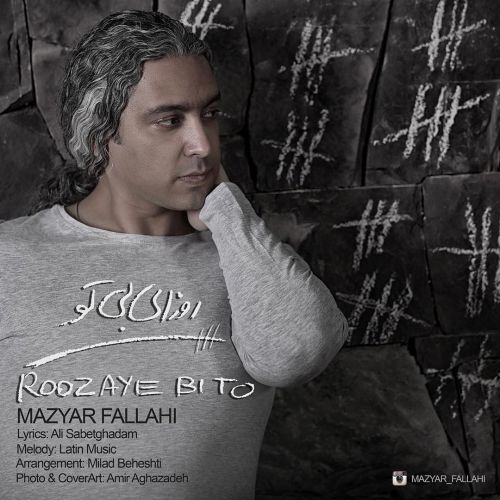 روزای بی تو
ROOZAYE BI TO
MAZYAR FALLAHI
Lyrics: Ali Sabetghadam
Melody: Latin Music
Arrangement: Milad Beheshti
Photo & CoverArt: Amir Aghazadeh
MAZYAR_FALLAHI